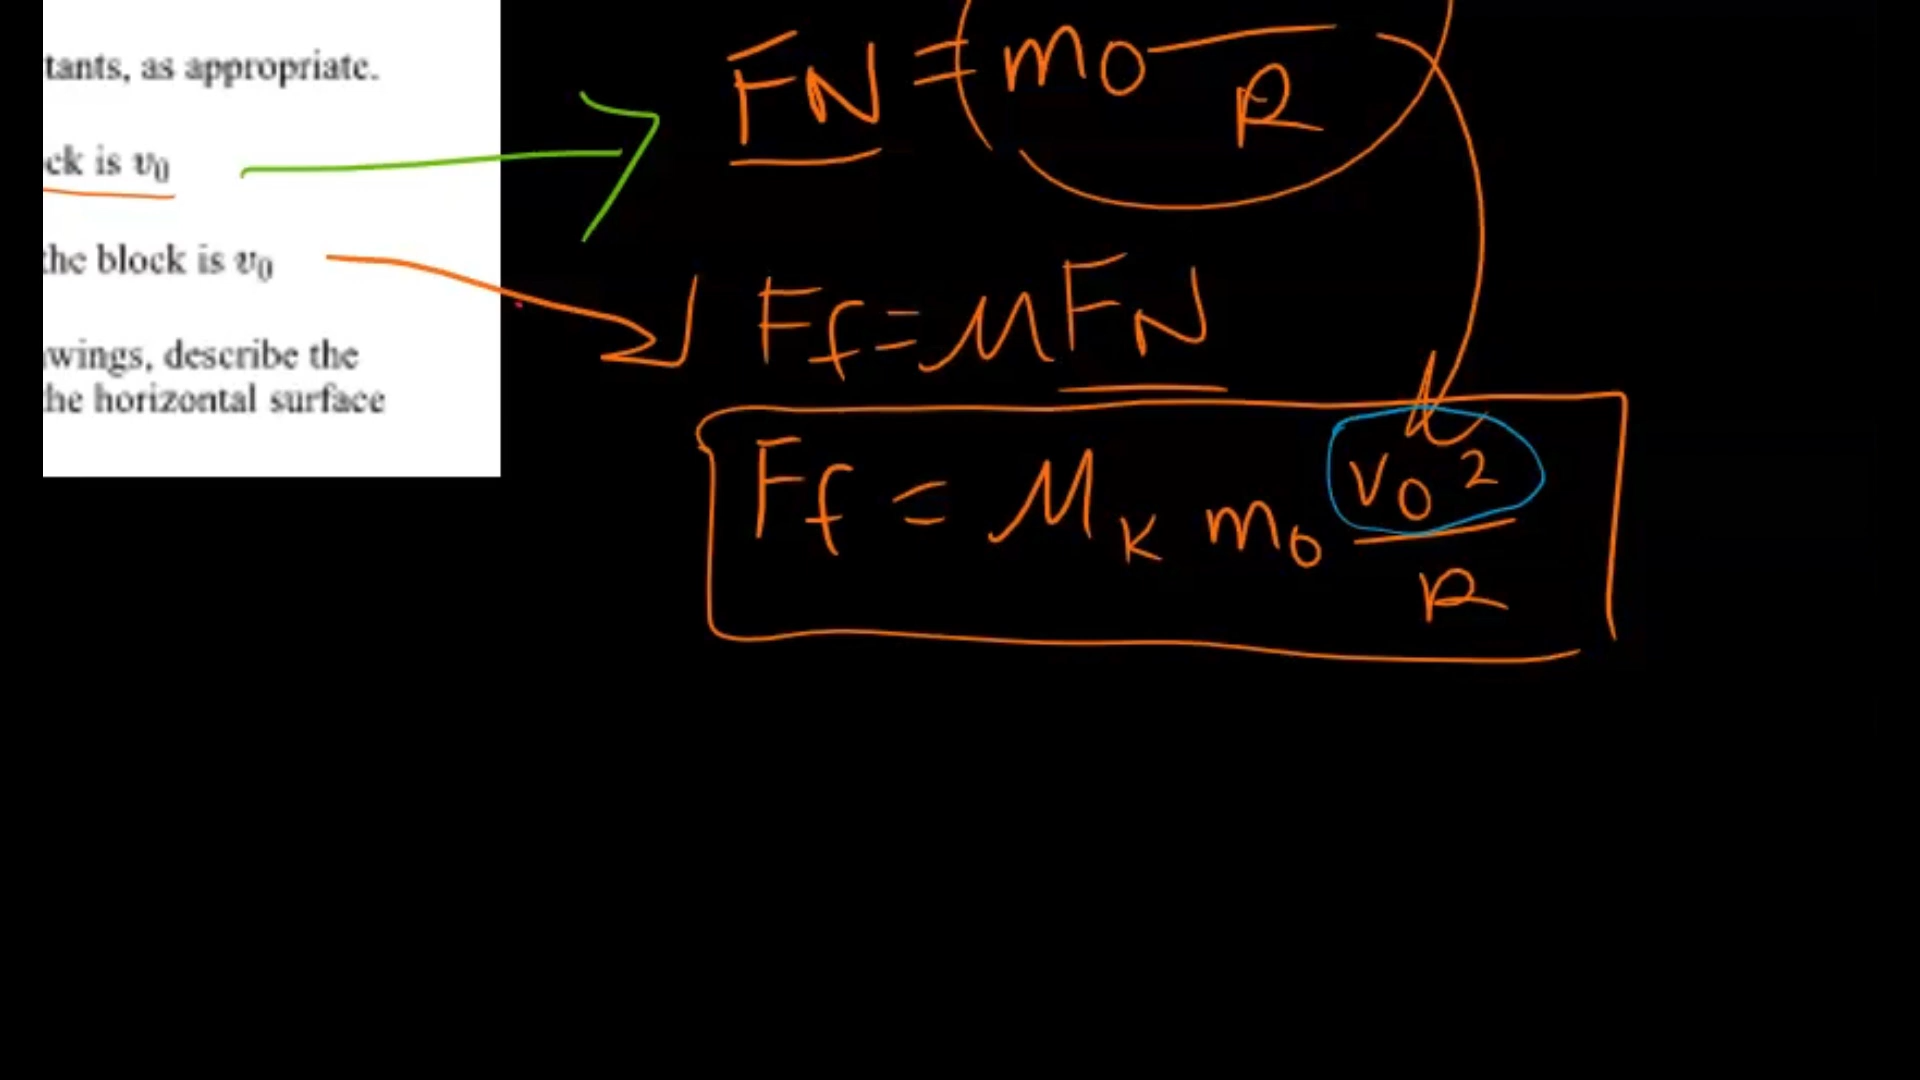 tants, as appropriate.
ck is v₀
the block is v₀
wings, describe the
the horizontal surface
FN = m₀ / R
Ff = μFN
Ff = μₖ m₀ v₀² / R